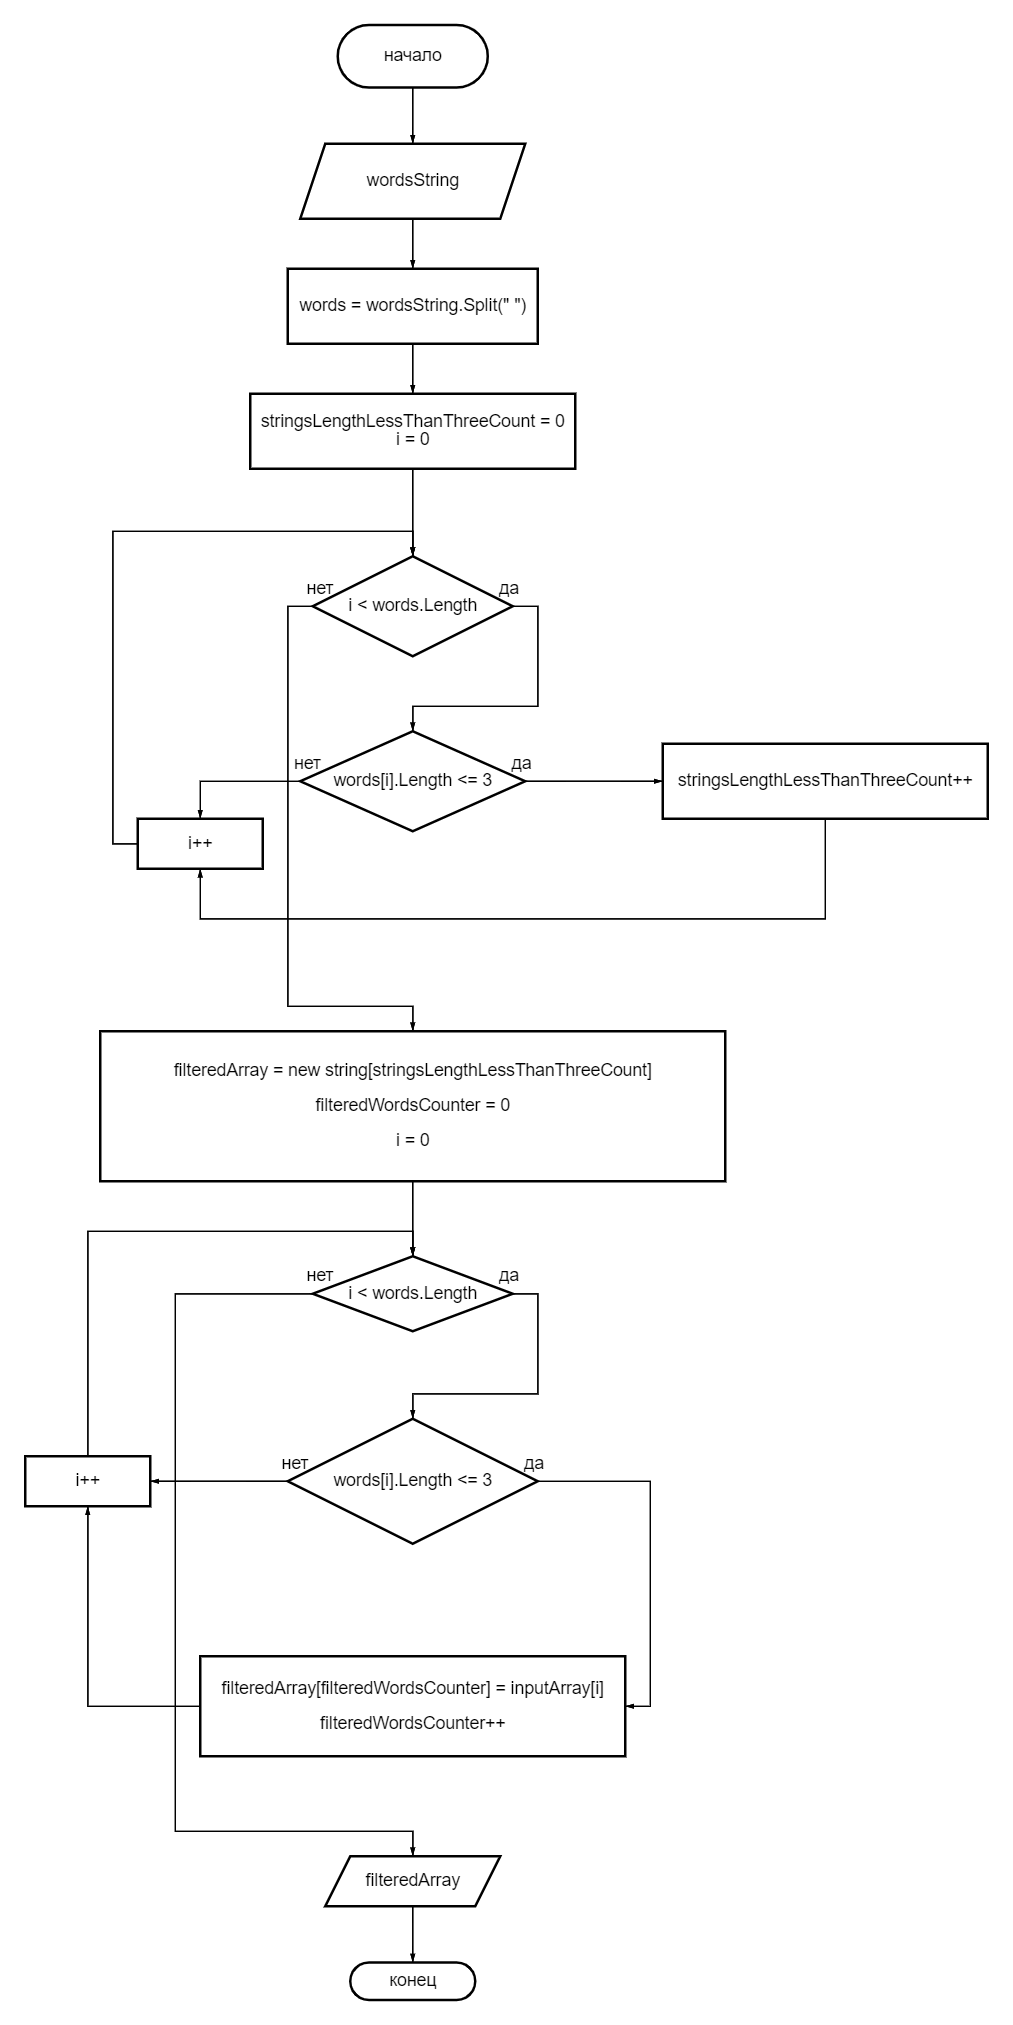 начало
wordsString
words = wordsString.Split(" ")
stringsLengthLessThanThreeCount = 0
i = 0
нет
да
i < words.Length
нет
да
words[i].Length <= 3
stringsLengthLessThanThreeCount++
i++
filteredArray = new string[stringsLengthLessThanThreeCount]
filteredWordsCounter = 0
i = 0
нет
да
i < words.Length
нет
да
i++
words[i].Length <= 3
filteredArray[filteredWordsCounter] = inputArray[i]
filteredWordsCounter++
filteredArray
конец